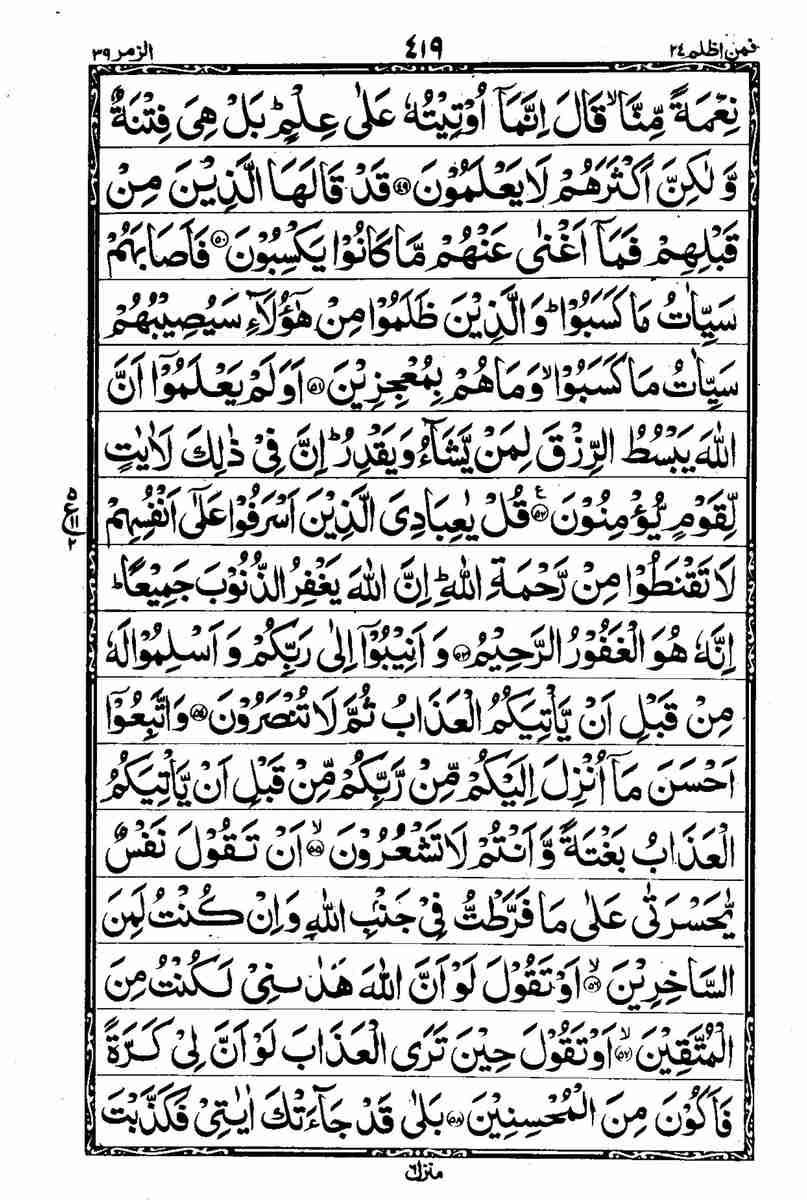 فمن اظلم ٢٤ ٤١٩ الزمر ٣٩
نِعْمَةً مِّنَّا ۙ قَالَ اِنَّمَاۤ اُوْتِيْتُهٗ عَلٰى عِلْمٍ ؕ بَلْ هِىَ فِتْنَةٌ
وَّ لٰكِنَّ اَكْثَرَهُمْ لَا يَعْلَمُوْنَ ﴿٤٩﴾ قَدْ قَالَهَا الَّذِيْنَ مِنْ
قَبْلِهِمْ فَمَاۤ اَغْنٰى عَنْهُمْ مَّا كَانُوْا يَكْسِبُوْنَ ﴿٥٠﴾ فَاَصَابَهُمْ
سَيِّاٰتُ مَا كَسَبُوْا ؕ وَ الَّذِيْنَ ظَلَمُوْا مِنْ هٰۤؤُلَآءِ سَيُصِيْبُهُمْ
سَيِّاٰتُ مَا كَسَبُوْا ۙ وَ مَا هُمْ بِمُعْجِزِيْنَ ﴿٥١﴾ اَوَلَمْ يَعْلَمُوْۤا اَنَّ
اللّٰهَ يَبْسُطُ الرِّزْقَ لِمَنْ يَّشَآءُ وَ يَقْدِرُ ؕ اِنَّ فِىْ ذٰلِكَ لَاٰيٰتٍ
لِّقَوْمٍ يُّؤْمِنُوْنَ ﴿٥٢﴾ ع قُلْ يٰعِبَادِىَ الَّذِيْنَ اَسْرَفُوْا عَلٰۤى اَنْفُسِهِمْ
٥ ع ١١ ٢
لَا تَقْنَطُوْا مِنْ رَّحْمَةِ اللّٰهِ ؕ اِنَّ اللّٰهَ يَغْفِرُ الذُّنُوْبَ جَمِيْعًا ؕ
اِنَّهٗ هُوَ الْغَفُوْرُ الرَّحِيْمُ ﴿٥٣﴾ وَ اَنِيْبُوْۤا اِلٰى رَبِّكُمْ وَ اَسْلِمُوْا لَهٗ
مِنْ قَبْلِ اَنْ يَّاْتِيَكُمُ الْعَذَابُ ثُمَّ لَا تُنْصَرُوْنَ ﴿٥٤﴾ وَ اتَّبِعُوْۤا
اَحْسَنَ مَاۤ اُنْزِلَ اِلَيْكُمْ مِّنْ رَّبِّكُمْ مِّنْ قَبْلِ اَنْ يَّاْتِيَكُمُ
الْعَذَابُ بَغْتَةً وَّ اَنْتُمْ لَا تَشْعُرُوْنَ ﴿٥٥﴾ ۙ اَنْ تَقُوْلَ نَفْسٌ
يّٰحَسْرَتٰى عَلٰى مَا فَرَّطْتُّ فِىْ جَنْۢبِ اللّٰهِ وَ اِنْ كُنْتُ لَمِنَ
السَّاخِرِيْنَ ﴿٥٦﴾ ۙ اَوْ تَقُوْلَ لَوْ اَنَّ اللّٰهَ هَدٰىنِىْ لَكُنْتُ مِنَ
الْمُتَّقِيْنَ ﴿٥٧﴾ ۙ اَوْ تَقُوْلَ حِيْنَ تَرَى الْعَذَابَ لَوْ اَنَّ لِىْ كَرَّةً
فَاَكُوْنَ مِنَ الْمُحْسِنِيْنَ ﴿٥٨﴾ بَلٰى قَدْ جَآءَتْكَ اٰيٰتِىْ فَكَذَّبْتَ
منزل ٦